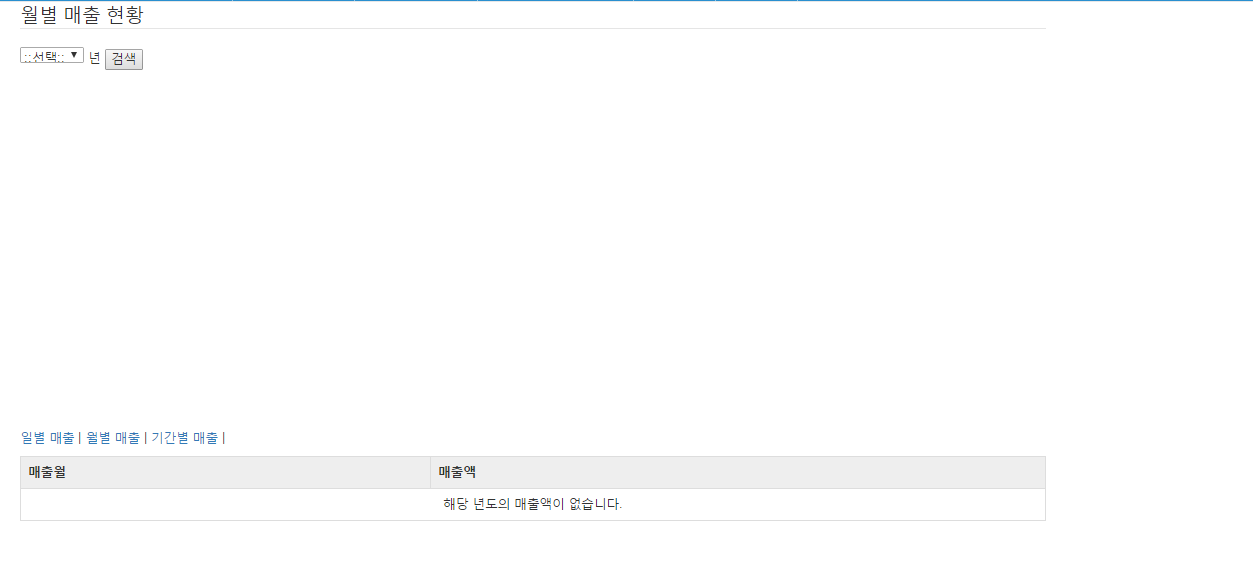 월별 매출 현황
::선택:: 년 검색
일별 매출 | 월별 매출 | 기간별 매출 |
매출월 매출액
해당 년도의 매출액이 없습니다.